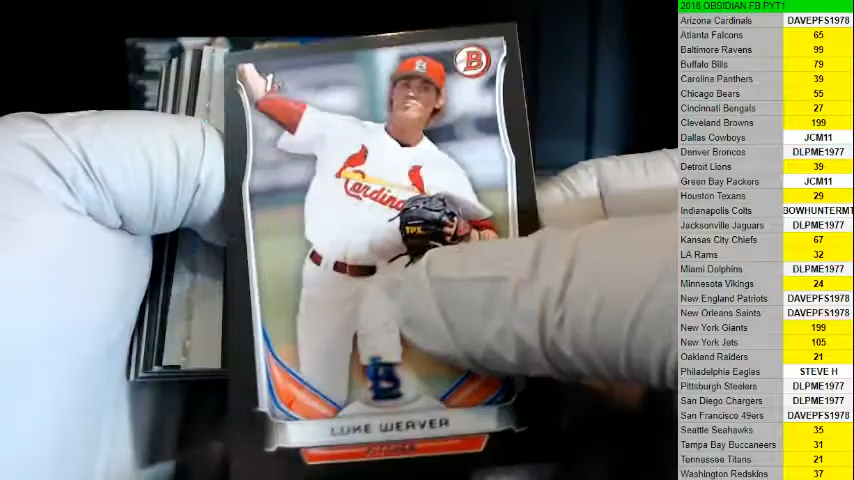 2018 OBSIDIAN FB PYT1
Arizona Cardinals DAVEPFS1978
Atlanta Falcons 65
Baltimore Ravens 99
Buffalo Bills 79
Carolina Panthers 39
Chicago Bears 55
Cincinnati Bengals 27
Cleveland Browns 199
Dallas Cowboys JCM11
Denver Broncos DLPME1977
Detroit Lions 39
Green Bay Packers JCM11
Houston Texans 29
Indianapolis Colts BOWHUNTERMT
Jacksonville Jaguars DLPME1977
Kansas City Chiefs 67
LA Rams 32
Miami Dolphins DLPME1977
Minnesota Vikings 24
New England Patriots DAVEPFS1978
New Orleans Saints DAVEPFS1978
New York Giants 199
New York Jets 105
Oakland Raiders 21
Philadelphia Eagles STEVE H
Pittsburgh Steelers DLPME1977
San Diego Chargers DLPME1977
San Francisco 49ers DAVEPFS1978
Seattle Seahawks 35
Tampa Bay Buccaneers 31
Tennessee Titans 21
Washington Redskins 37
B
1st
Cardinals
TPX
LUKE WEAVER
PITCHER